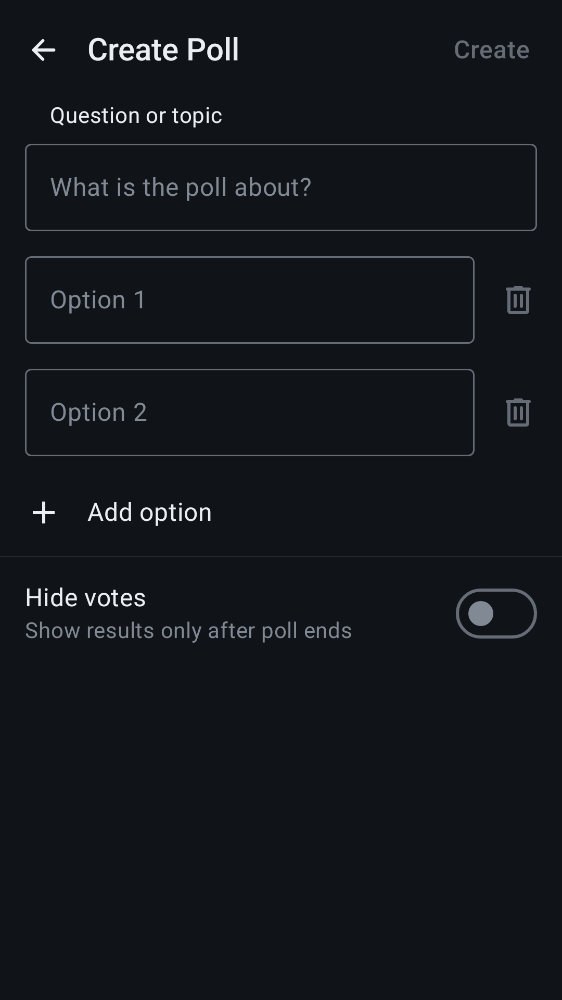 Create Poll
Create
Question or topic
What is the poll about?
Option 1
Option 2
Add option
Hide votes
Show results only after poll ends